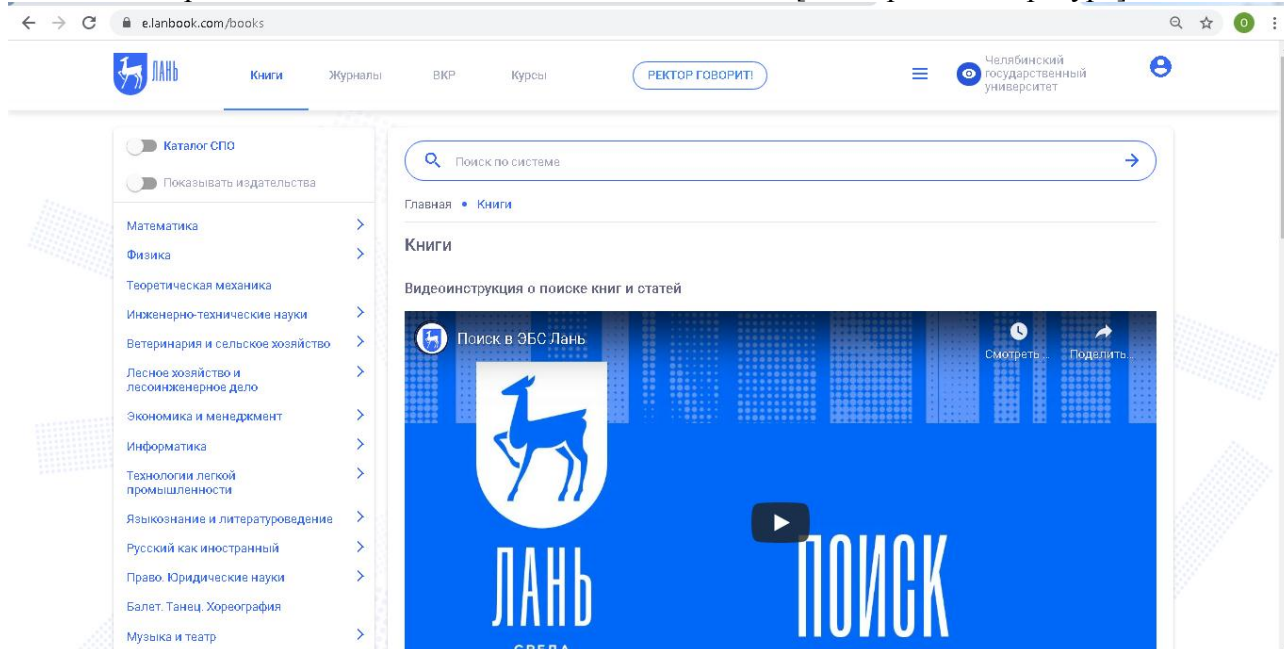 e.lanbook.com/books
О
ЛАНЬ
Книги
Журналы
ВКР
Курсы
РЕКТОР ГОВОРИТ!
Челябинский
государственный
университет
Каталог СПО
Показывать издательства
Математика
Физика
Теоретическая механика
Инженерно-технические науки
Ветеринария и сельское хозяйство
Лесное хозяйство и
лесоинженерное дело
Экономика и менеджмент
Информатика
Технологии легкой
промышленности
Языкознание и литературоведение
Русский как иностранный
Право. Юридические науки
Балет. Танец. Хореография
Музыка и театр
Поиск по системе
Главная • Книги
Книги
Видеоинструкция о поиске книг и статей
Поиск в ЭБС Лань
Смотреть...
Поделить...
ЛАНЬ
ПОИСК